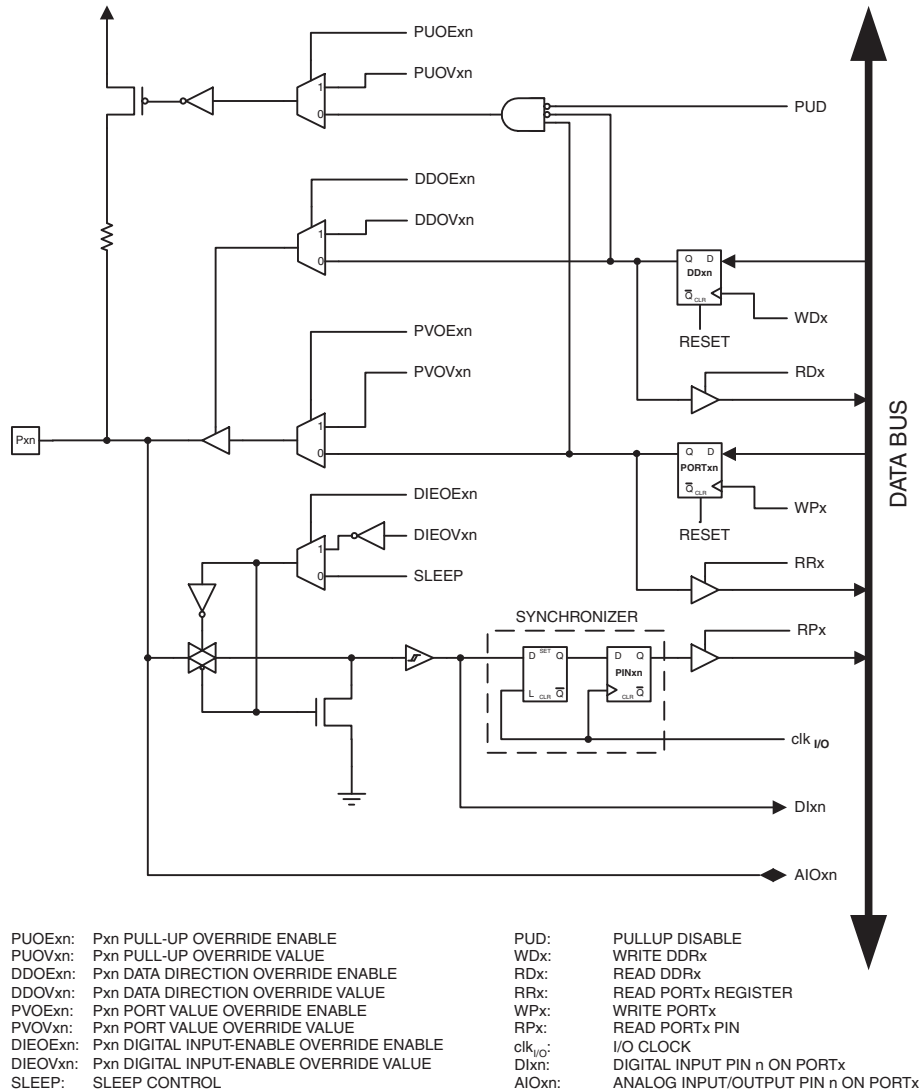 PUOExn
PUOVxn
1
0
PUD
DDOExn
DDOVxn
1
0
Q D
DDxn
Q CLR
WDx
RESET
RDx
PVOExn
PVOVxn
1
0
Pxn
Q D
PORTxn
Q CLR
WPx
RESET
DIEOExn
DIEOVxn
1
0
SLEEP
RRx
SYNCHRONIZER
RPx
D SET Q
L CLR Q
D Q
PINxn
CLR Q
clk I/O
DIxn
AIOxn
DATA BUS
PUOExn: Pxn PULL-UP OVERRIDE ENABLE
PUOVxn: Pxn PULL-UP OVERRIDE VALUE
DDOExn: Pxn DATA DIRECTION OVERRIDE ENABLE
DDOVxn: Pxn DATA DIRECTION OVERRIDE VALUE
PVOExn: Pxn PORT VALUE OVERRIDE ENABLE
PVOVxn: Pxn PORT VALUE OVERRIDE VALUE
DIEOExn: Pxn DIGITAL INPUT-ENABLE OVERRIDE ENABLE
DIEOVxn: Pxn DIGITAL INPUT-ENABLE OVERRIDE VALUE
SLEEP: SLEEP CONTROL
PUD: PULLUP DISABLE
WDx: WRITE DDRx
RDx: READ DDRx
RRx: READ PORTx REGISTER
WPx: WRITE PORTx
RPx: READ PORTx PIN
clkI/O: I/O CLOCK
DIxn: DIGITAL INPUT PIN n ON PORTx
AIOxn: ANALOG INPUT/OUTPUT PIN n ON PORTx